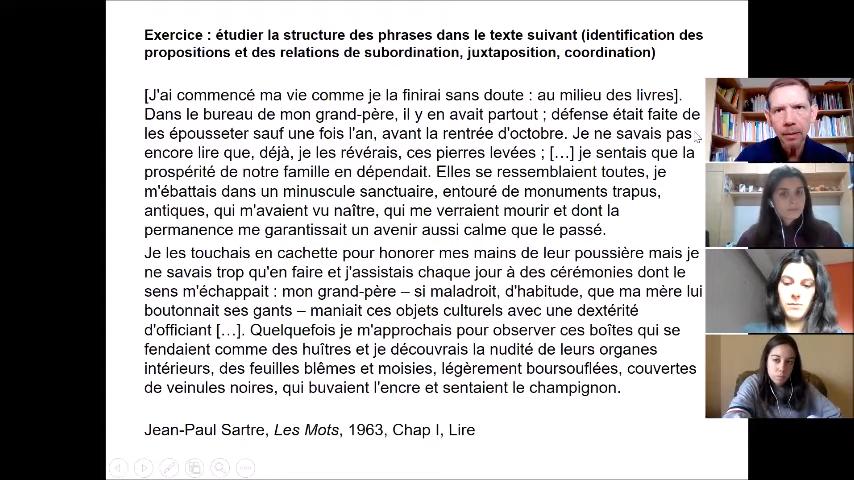 Exercice : étudier la structure des phrases dans le texte suivant (identification des
propositions et des relations de subordination, juxtaposition, coordination)
[J'ai commencé ma vie comme je la finirai sans doute : au milieu des livres].
Dans le bureau de mon grand-père, il y en avait partout ; défense était faite de
les épousseter sauf une fois l'an, avant la rentrée d'octobre. Je ne savais pas
encore lire que, déjà, je les révérais, ces pierres levées ; […] je sentais que la
prospérité de notre famille en dépendait. Elles se ressemblaient toutes, je
m'ébattais dans un minuscule sanctuaire, entouré de monuments trapus,
antiques, qui m'avaient vu naître, qui me verraient mourir et dont la
permanence me garantissait un avenir aussi calme que le passé.
Je les touchais en cachette pour honorer mes mains de leur poussière mais je
ne savais trop qu'en faire et j'assistais chaque jour à des cérémonies dont le
sens m'échappait : mon grand-père – si maladroit, d'habitude, que ma mère lui
boutonnait ses gants – maniait ces objets culturels avec une dextérité
d'officiant […]. Quelquefois je m'approchais pour observer ces boîtes qui se
fendaient comme des huîtres et je découvrais la nudité de leurs organes
intérieurs, des feuilles blêmes et moisies, légèrement boursouflées, couvertes
de veinules noires, qui buvaient l'encre et sentaient le champignon.
Jean-Paul Sartre, Les Mots, 1963, Chap I, Lire